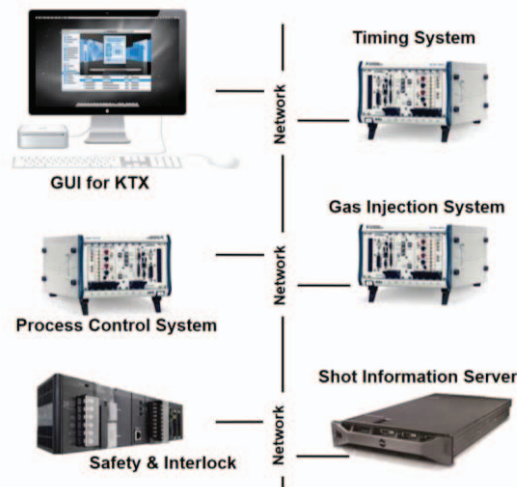 Timing System
Network
GUI for KTX
Gas Injection System
Network
Process Control System
Shot Information Server
Network
Safety & Interlock